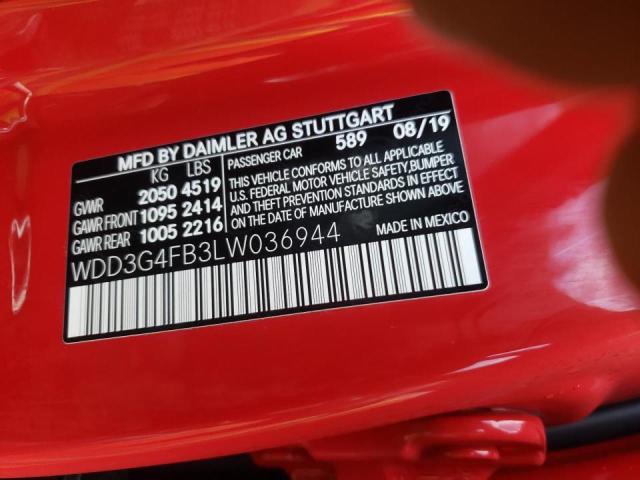 MFD BY DAIMLER AG STUTTGART
KG LBS
GVWR 2050 4519
GAWR FRONT 1095 2414
GAWR REAR 1005 2216
PASSENGER CAR 589 08/19
THIS VEHICLE CONFORMS TO ALL APPLICABLE
U.S. FEDERAL MOTOR VEHICLE SAFETY, BUMPER
AND THEFT PREVENTION STANDARDS IN EFFECT
ON THE DATE OF MANUFACTURE SHOWN ABOVE.
WDD3G4FB3LW036944
MADE IN MEXICO